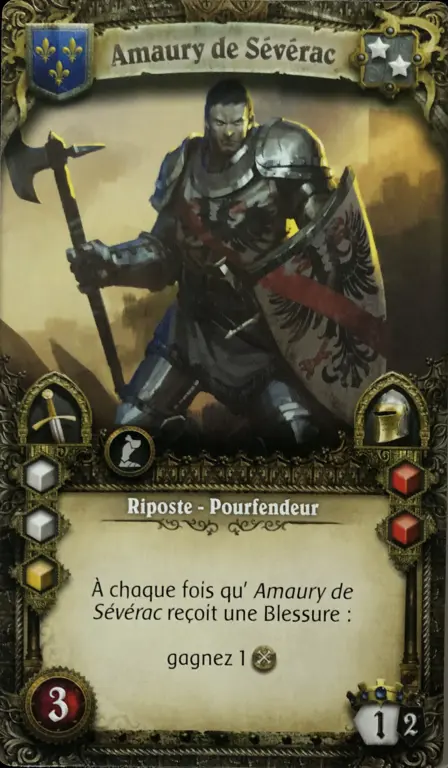 Amaury de Sévérac
Riposte - Pourfendeur
À chaque fois qu' Amaury de
Sévérac reçoit une Blessure :
gagnez 1
3
1 2